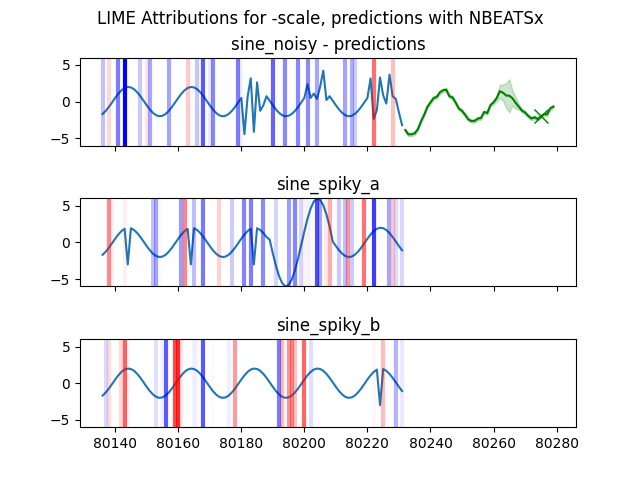 LIME Attributions for -scale, predictions with NBEATSx
sine_noisy - predictions
5
0
−5
sine_spiky_a
5
0
−5
sine_spiky_b
5
0
−5
80140 80160 80180 80200 80220 80240 80260 80280